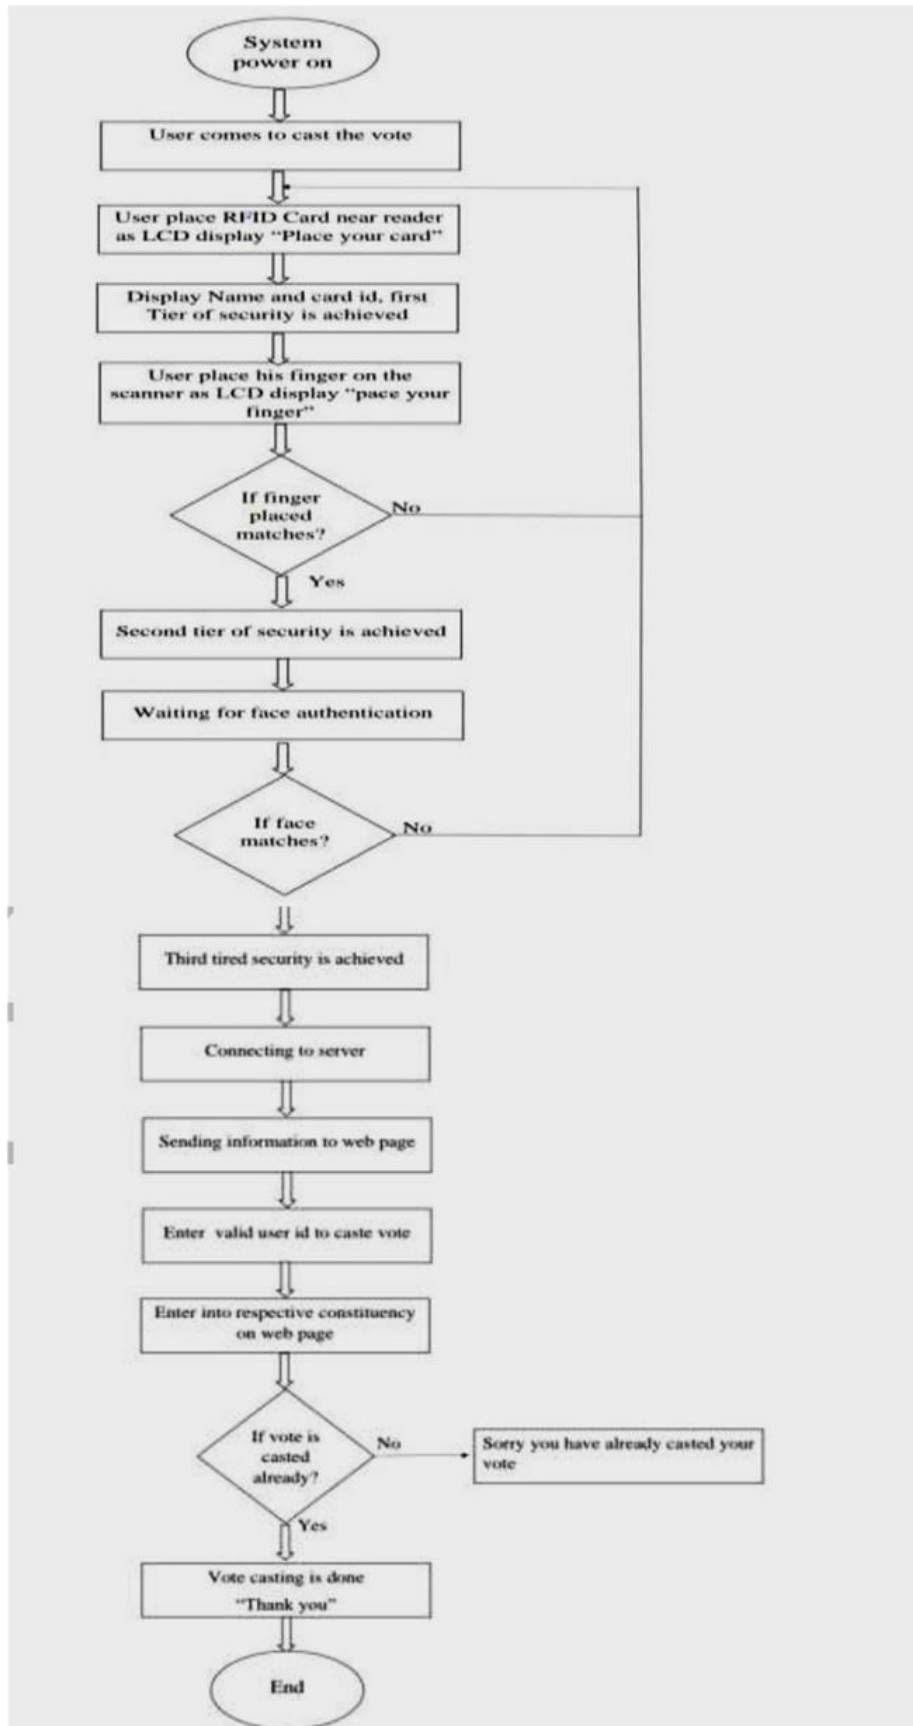 System
power on
User comes to cast the vote
User place RFID Card near reader
as LCD display “Place your card”
Display Name and card id, first
Tier of security is achieved
User place his finger on the
scanner as LCD display “pace your
finger”
If finger
placed
matches?
No
Yes
Second tier of security is achieved
Waiting for face authentication
If face
matches?
No
Third tired security is achieved
Connecting to server
Sending information to web page
Enter valid user id to caste vote
Enter into respective constituency
on web page
If vote is
casted
already?
No
Sorry you have already casted your
vote
Yes
Vote casting is done
“Thank you”
End